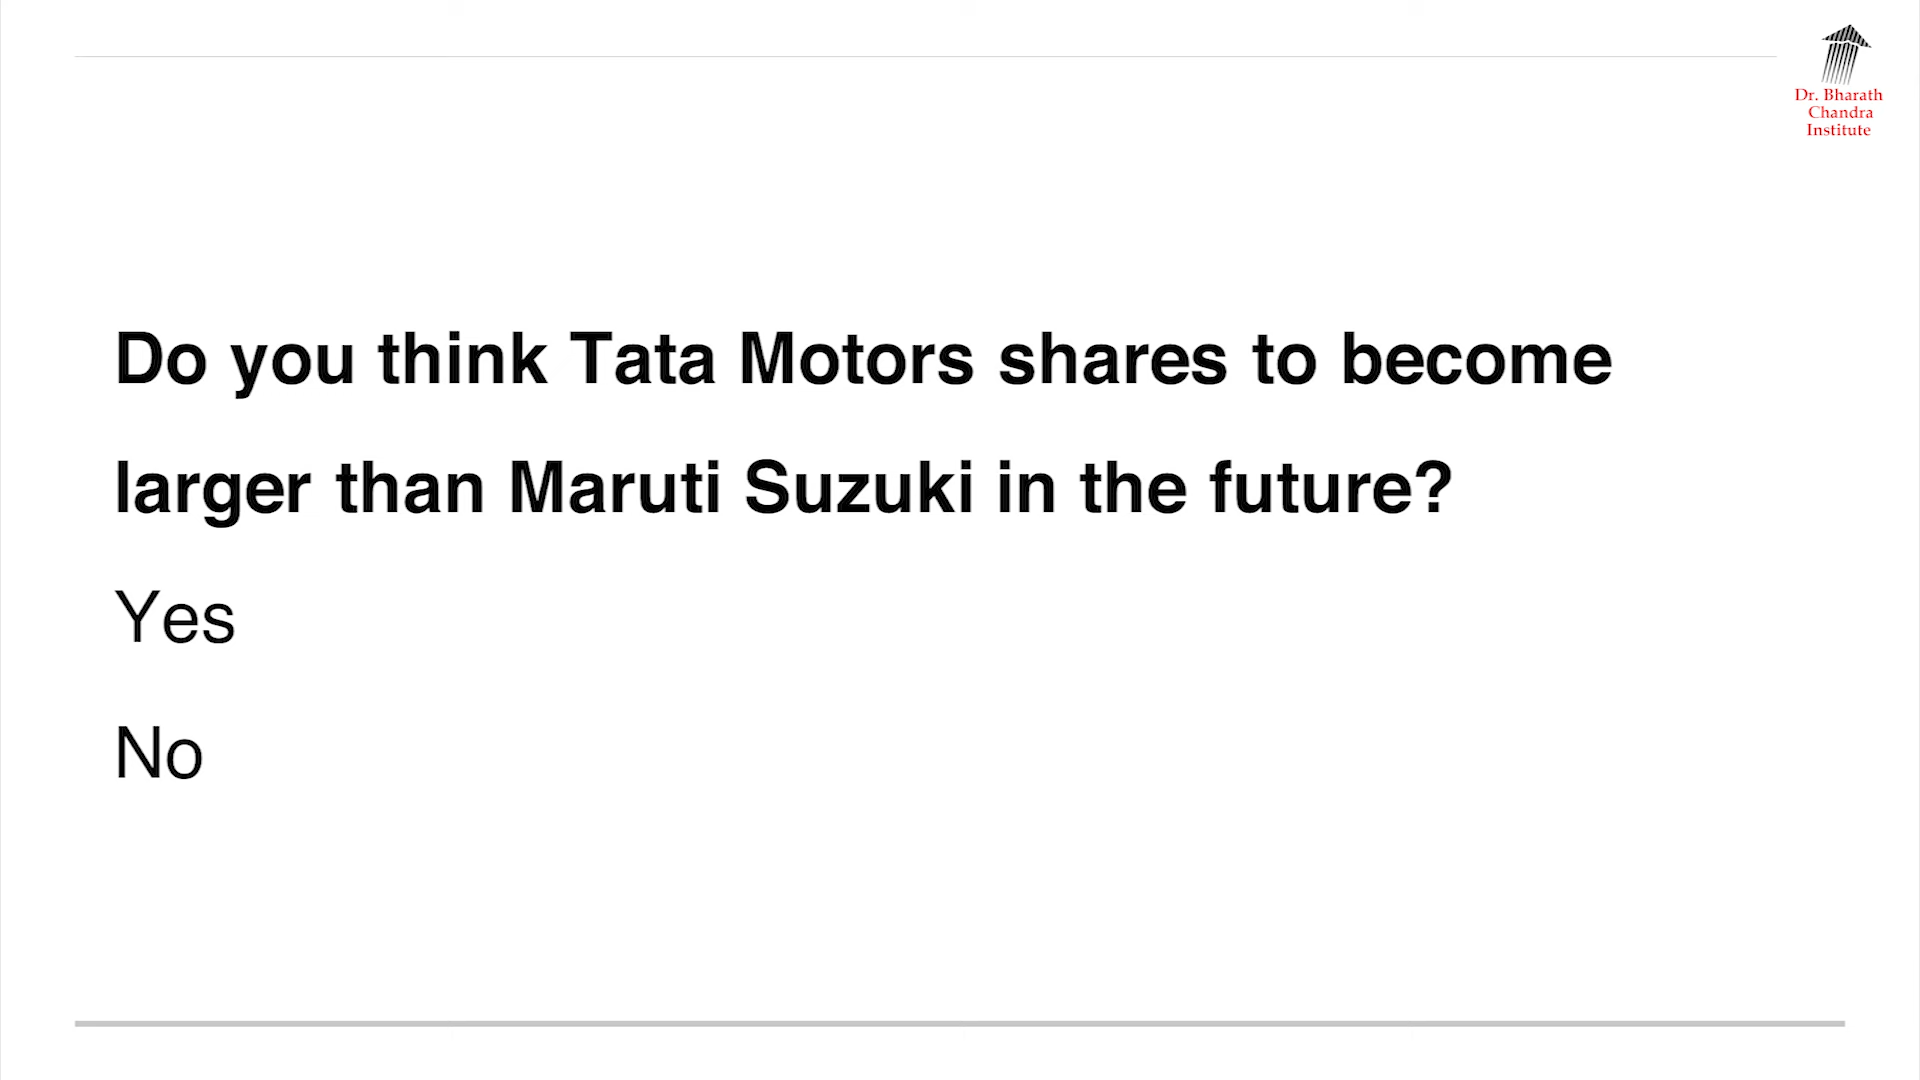 Dr. Bharath
Chandra
Institute
Do you think Tata Motors shares to become
larger than Maruti Suzuki in the future?
Yes
No